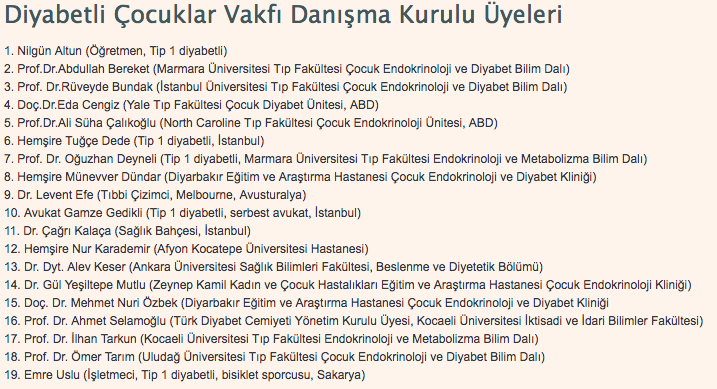 Diyabetli Çocuklar Vakfı Danışma Kurulu Üyeleri
1. Nilgün Altun (Öğretmen, Tip 1 diyabetli)
2. Prof.Dr.Abdullah Bereket (Marmara Üniversitesi Tıp Fakültesi Çocuk Endokrinoloji ve Diyabet Bilim Dalı)
3. Prof. Dr.Rüveyde Bundak (İstanbul Üniversitesi Tıp Fakültesi Çocuk Endokrinoloji ve Diyabet Bilim Dalı)
4. Doç.Dr.Eda Cengiz (Yale Tıp Fakültesi Çocuk Diyabet Ünitesi, ABD)
5. Prof.Dr.Ali Süha Çalıkoğlu (North Caroline Tıp Fakültesi Çocuk Endokrinoloji Ünitesi, ABD)
6. Hemşire Tuğçe Dede (Tip 1 diyabetli, İstanbul)
7. Prof. Dr. Oğuzhan Deyneli (Tip 1 diyabetli, Marmara Üniversitesi Tıp Fakültesi Endokrinoloji ve Metabolizma Bilim Dalı)
8. Hemşire Münevver Dündar (Diyarbakır Eğitim ve Araştırma Hastanesi Çocuk Endokrinoloji ve Diyabet Kliniği)
9. Dr. Levent Efe (Tıbbi Çizimci, Melbourne, Avusturalya)
10. Avukat Gamze Gedikli (Tip 1 diyabetli, serbest avukat, İstanbul)
11. Dr. Çağrı Kalaça (Sağlık Bahçesi, İstanbul)
12. Hemşire Nur Karademir (Afyon Kocatepe Üniversitesi Hastanesi)
13. Dr. Dyt. Alev Keser (Ankara Üniversitesi Sağlık Bilimleri Fakültesi, Beslenme ve Diyetetik Bölümü)
14. Dr. Gül Yeşiltepe Mutlu (Zeynep Kamil Kadın ve Çocuk Hastalıkları Eğitim ve Araştırma Hastanesi Çocuk Endokrinoloji Kliniği)
15. Doç. Dr. Mehmet Nuri Özbek (Diyarbakır Eğitim ve Araştırma Hastanesi Çocuk Endokrinoloji ve Diyabet Kliniği
16. Prof. Dr. Ahmet Selamoğlu (Türk Diyabet Cemiyeti Yönetim Kurulu Üyesi, Kocaeli Üniversitesi İktisadi ve İdari Bilimler Fakültesi)
17. Prof. Dr. İlhan Tarkun (Kocaeli Üniversitesi Tıp Fakültesi Endokrinoloji ve Metabolizma Bilim Dalı)
18. Prof. Dr. Ömer Tarım (Uludağ Üniversitesi Tıp Fakültesi Çocuk Endokrinoloji ve Diyabet Bilim Dalı)
19. Emre Uslu (İşletmeci, Tip 1 diyabetli, bisiklet sporcusu, Sakarya)